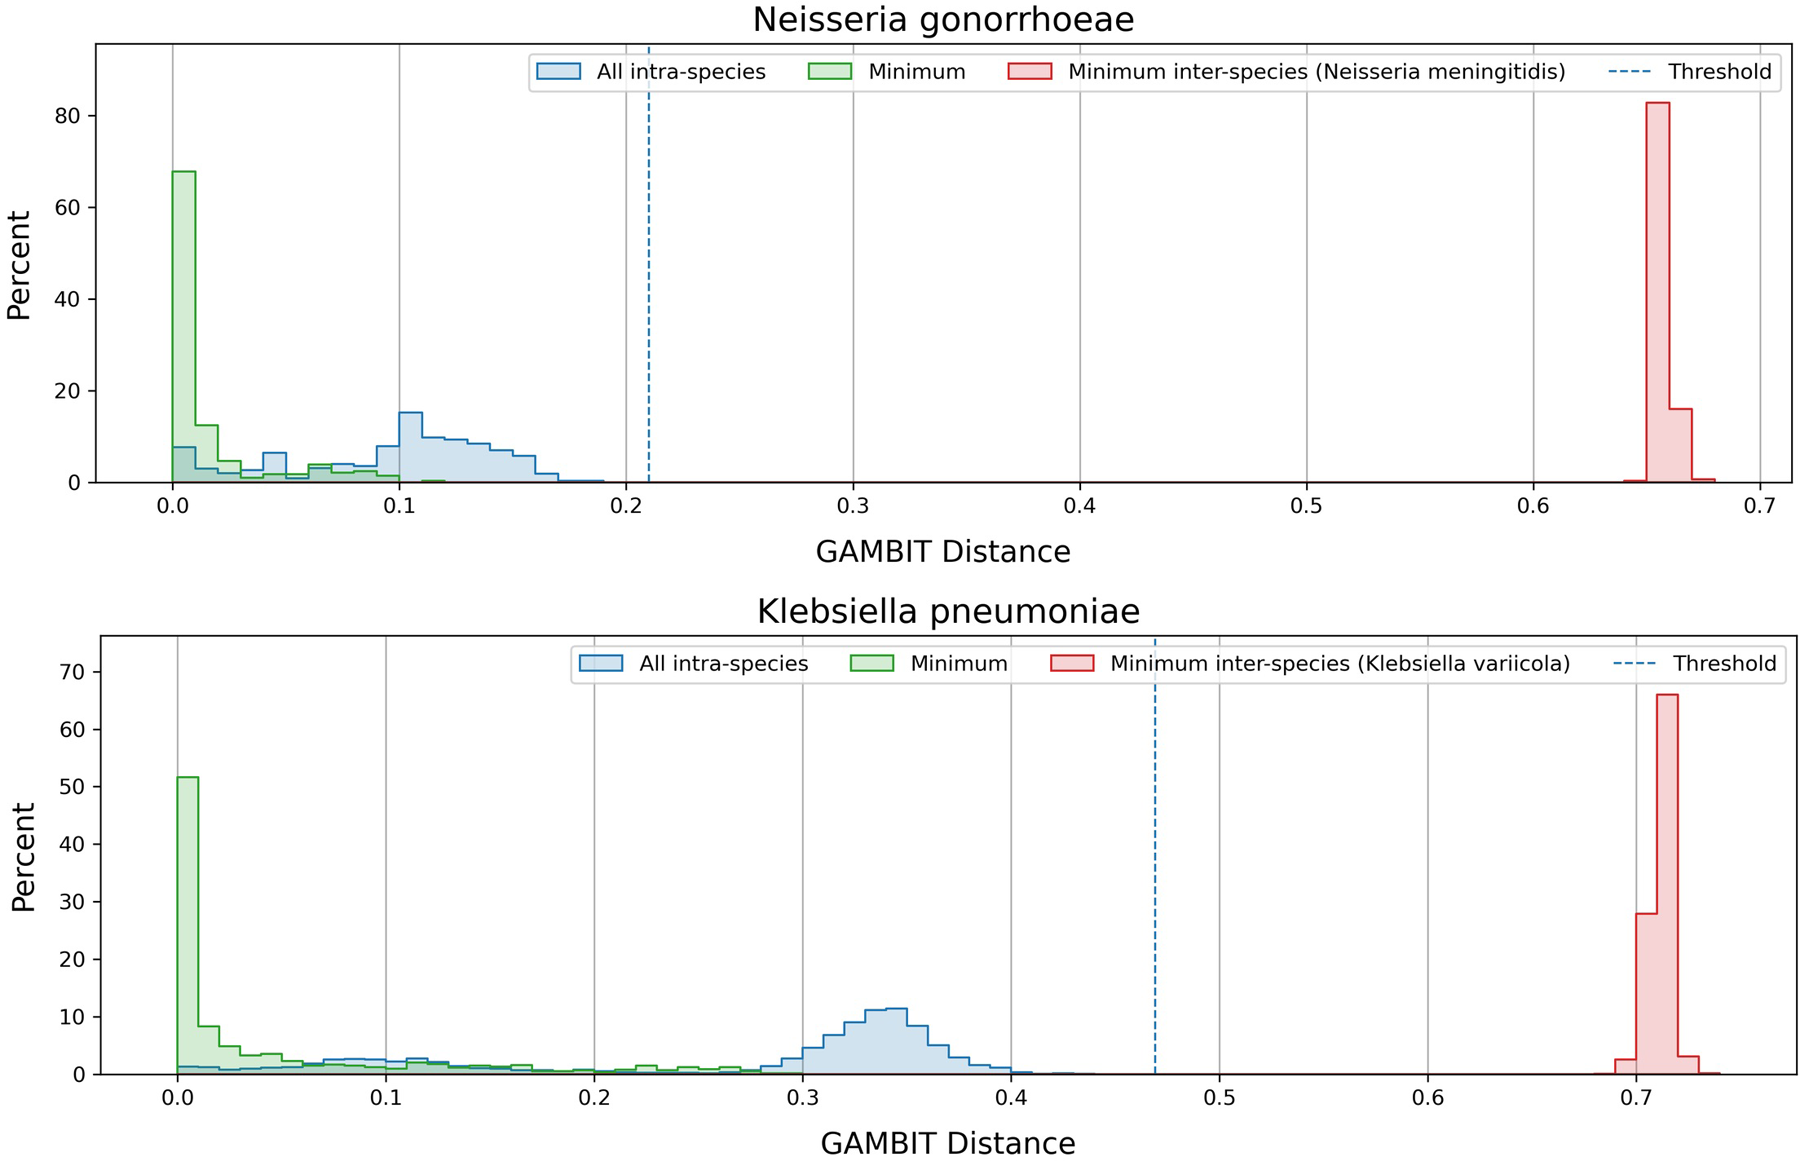 Neisseria gonorrhoeae
All intra-species Minimum Minimum inter-species (Neisseria meningitidis) Threshold
80
60
40
20
0
Percent
0.0 0.1 0.2 0.3 0.4 0.5 0.6 0.7
GAMBIT Distance
Klebsiella pneumoniae
All intra-species Minimum Minimum inter-species (Klebsiella variicola) Threshold
70
60
50
40
30
20
10
0
Percent
0.0 0.1 0.2 0.3 0.4 0.5 0.6 0.7
GAMBIT Distance